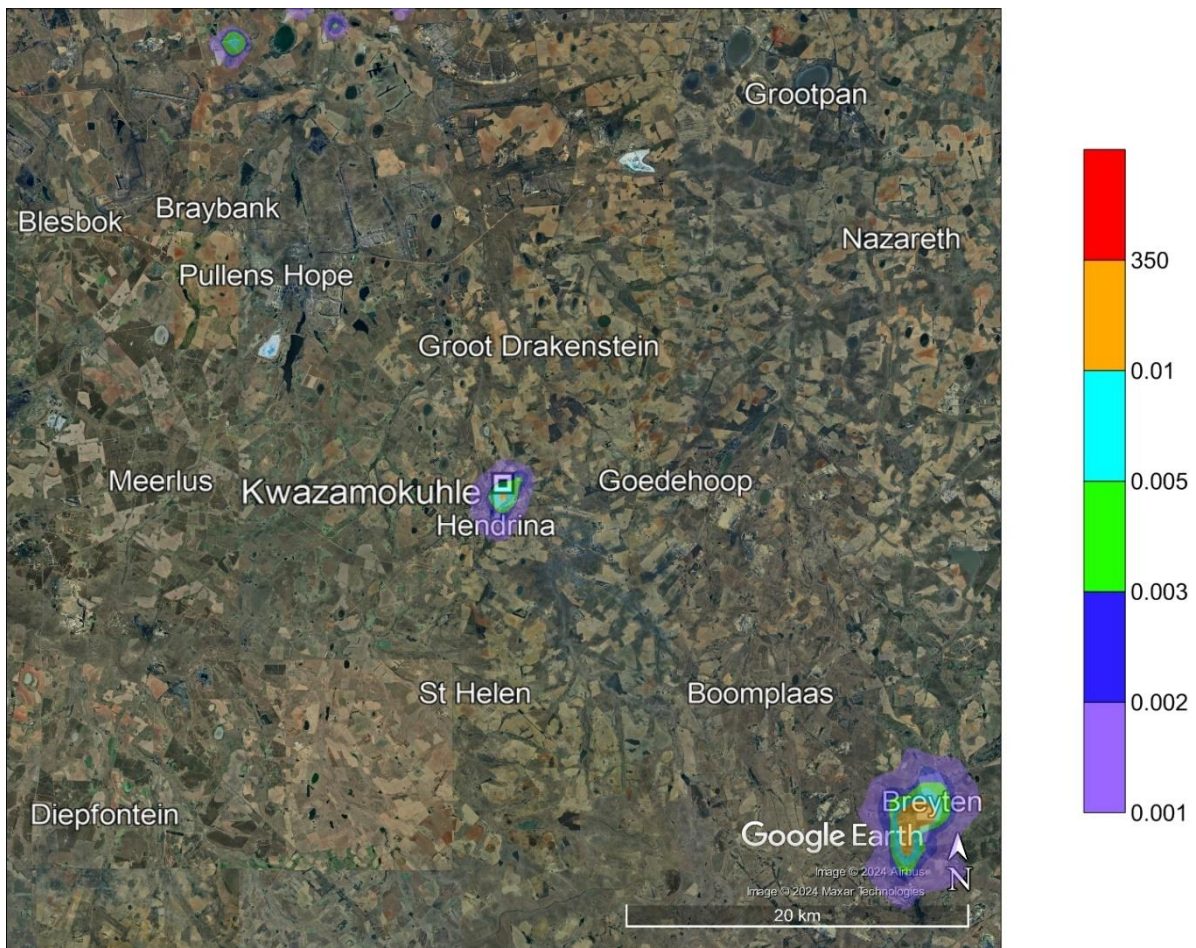 Grootpan
Blesbok
Braybank
Nazareth
Pullens Hope
Groot Drakenstein
Meerlus
Kwazamokuhle
Goedehoop
Hendrina
St Helen
Boomplaas
Breyten
Diepfontein
Google Earth
Image © 2024 Airbus
Image © 2024 Maxar Technologies
N
20 km
350
0.01
0.005
0.003
0.002
0.001